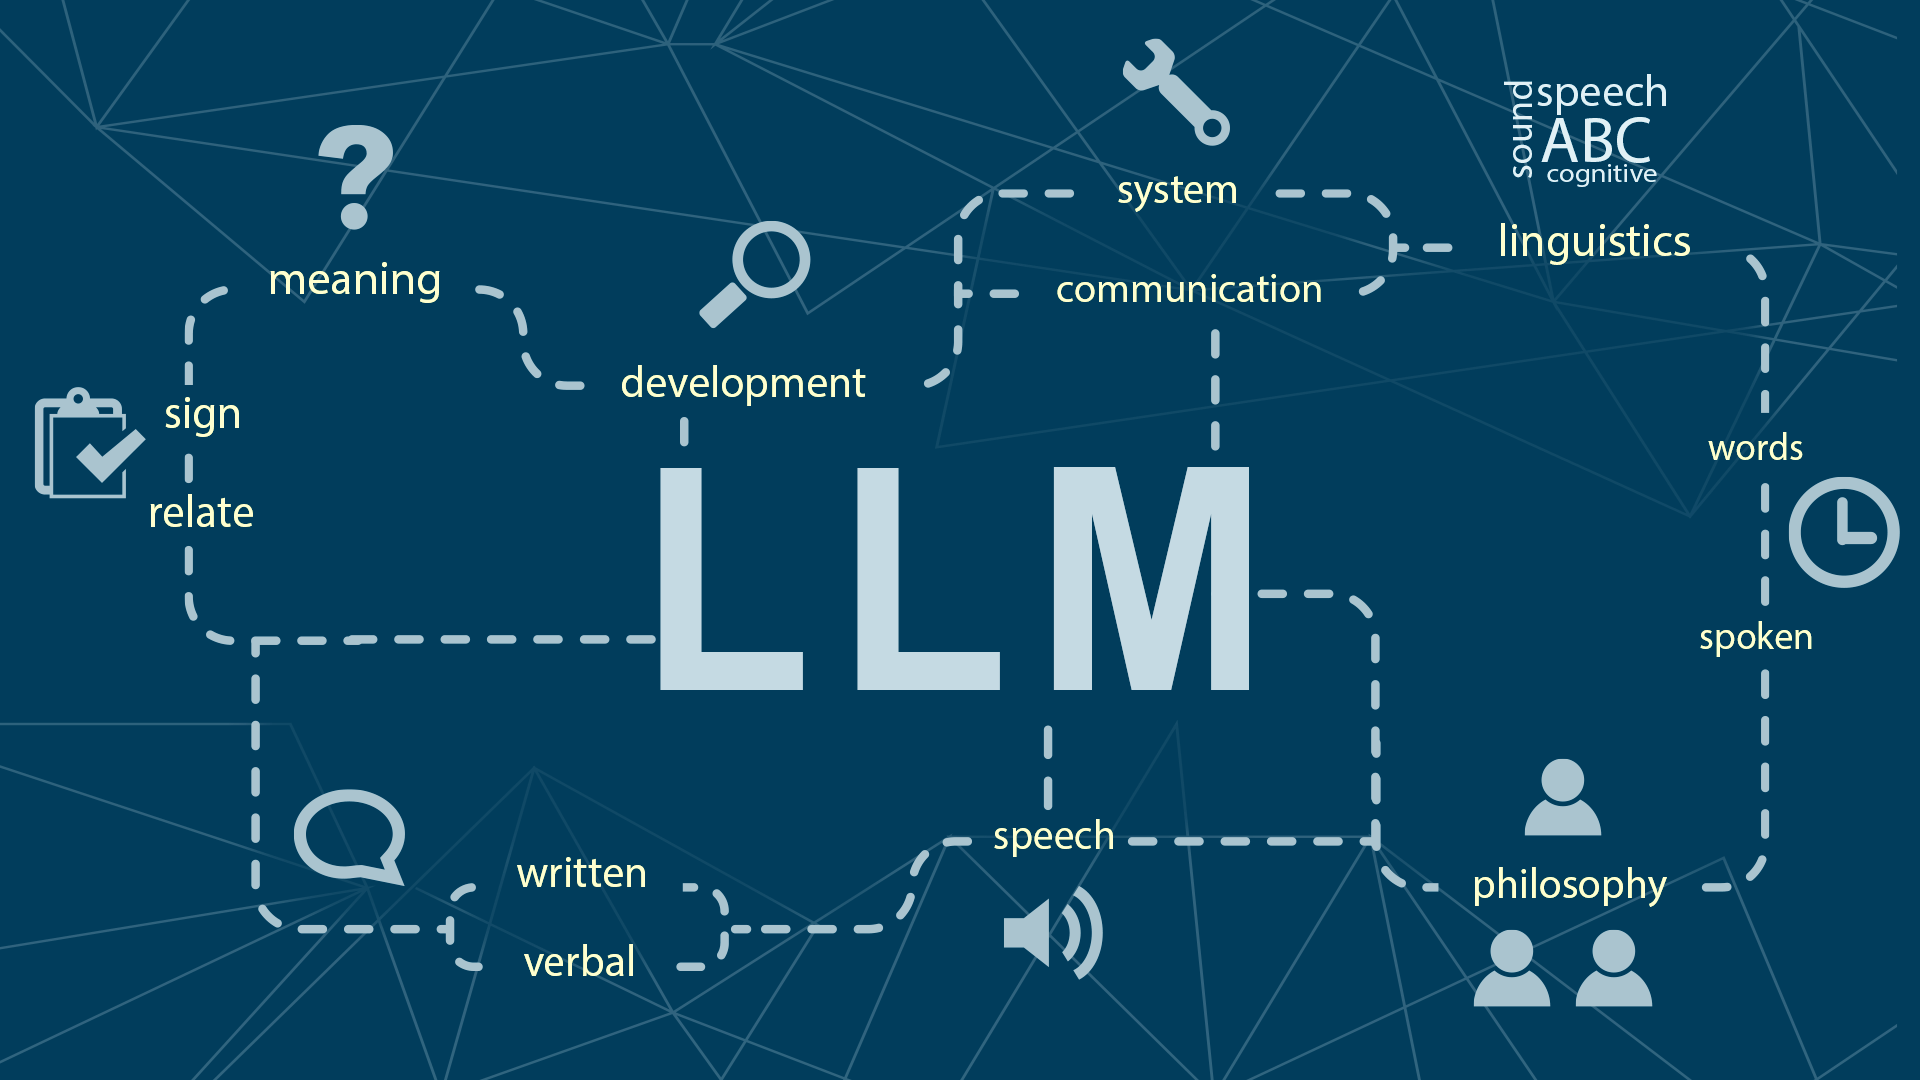 sound
speech
ABC
cognitive
system
linguistics
meaning
communication
development
sign
words
relate
LLM
spoken
speech
written
philosophy
verbal